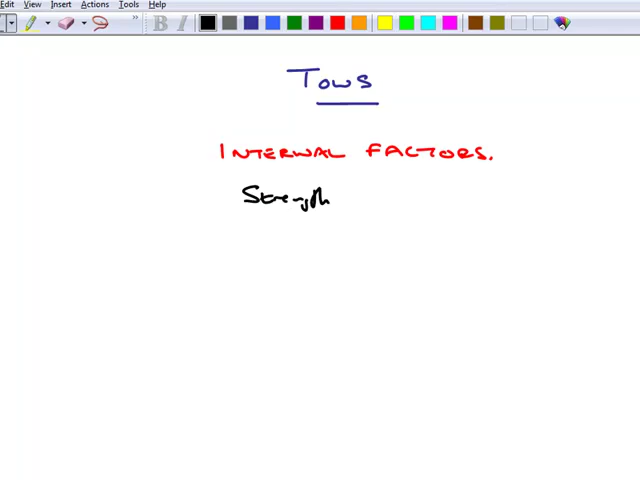 Edit View Insert Actions Tools Help
B I
TOWS
INTERNAL FACTORS.
Strength